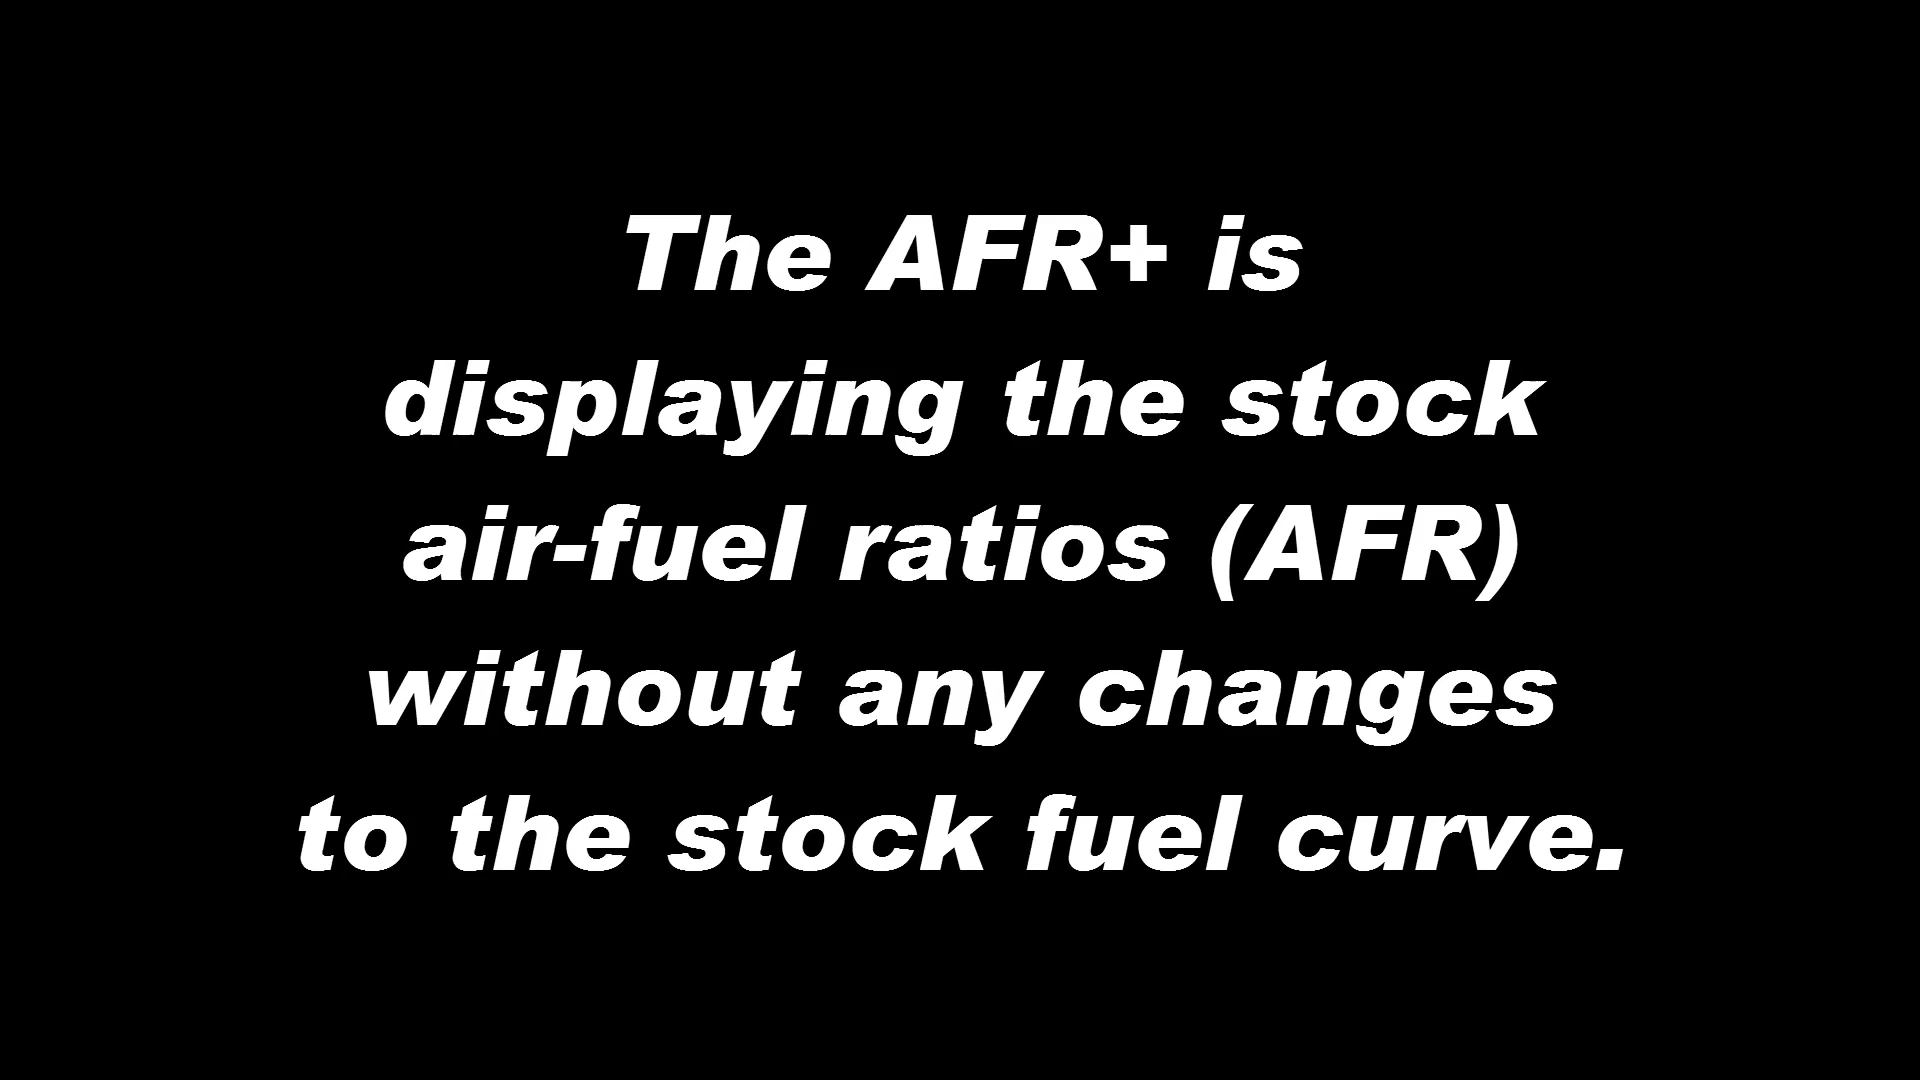 The AFR+ is
displaying the stock
air-fuel ratios (AFR)
without any changes
to the stock fuel curve.